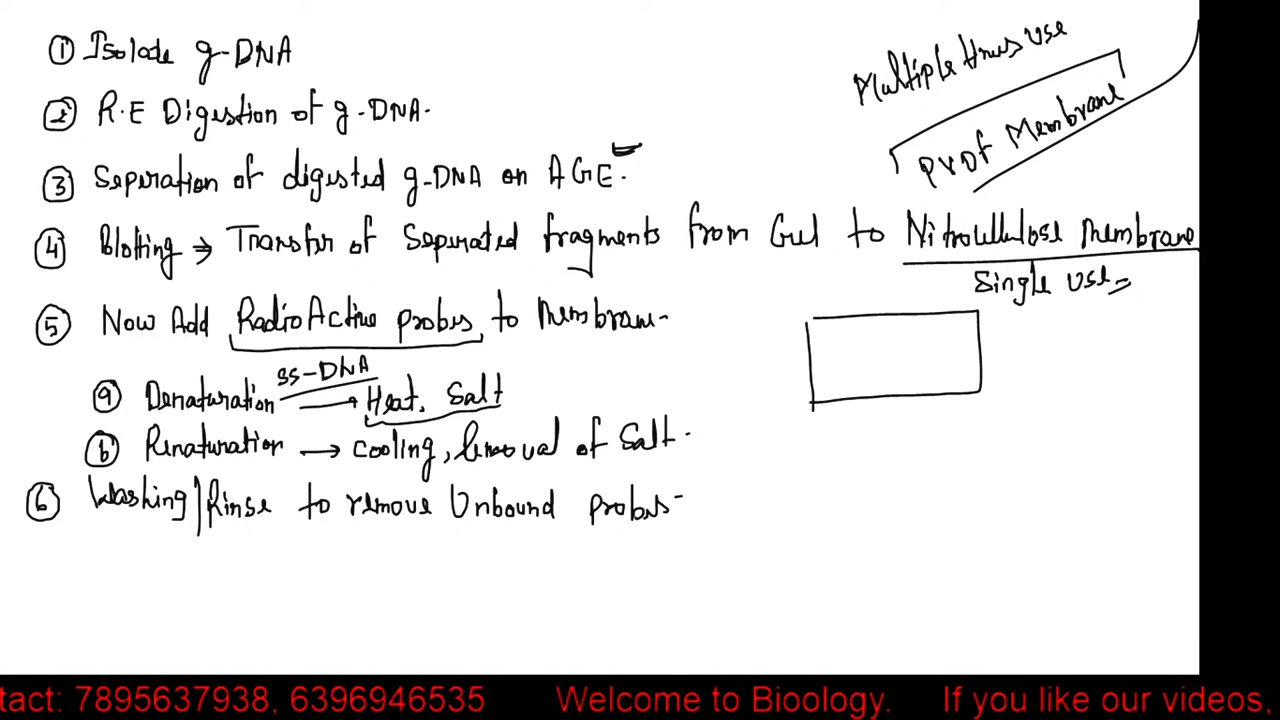 ① Isolate g-DNA
② R.E Digestion of g-DNA.
③ Separation of digested g-DNA on AGE.
④ Blotting → Transfer of Separated fragments from Gel to Nitrocellulose Membrane
Single Use
Multiple times use
PVDF Membrane
⑤ Now Add RadioActive probes to Membrane.
ss-DNA
ⓐ Denaturation → Heat, Salt
ⓑ Renaturation → Cooling, Removal of Salt.
⑥ Washing/Rinse to remove Unbound probes-
tact: 7895637938, 6396946535 Welcome to Bioology. If you like our videos,